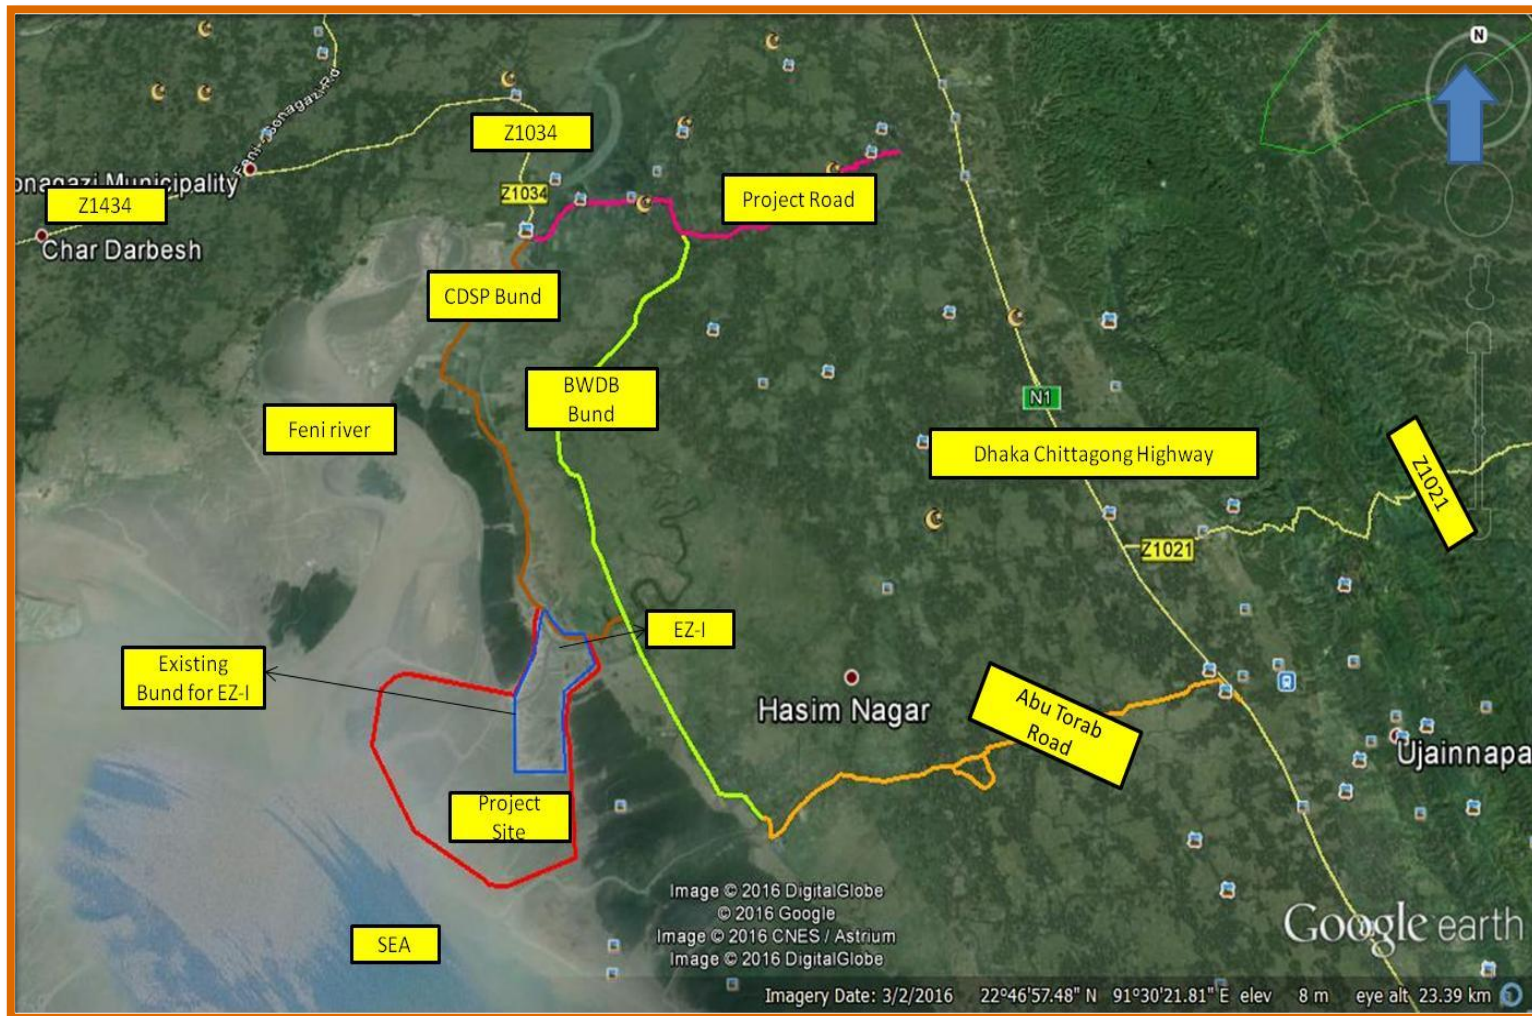 N
Feni-Sonagazi Rd
Z1034
onagazi Municipality
Z1034
Z1434
Project Road
Char Darbesh
CDSP Bund
BWDB
Bund
N1
Feni river
Dhaka Chittagong Highway
Z1021
Z1021
EZ-I
Existing
Bund for EZ-I
Hasim Nagar
Abu Torab
Road
Ujainnapa
Project
Site
SEA
Image © 2016 DigitalGlobe
© 2016 Google
Image © 2016 CNES / Astrium
Image © 2016 DigitalGlobe
Google earth
Imagery Date: 3/2/2016 22°46'57.48" N 91°30'21.81" E elev 8 m eye alt 23.39 km